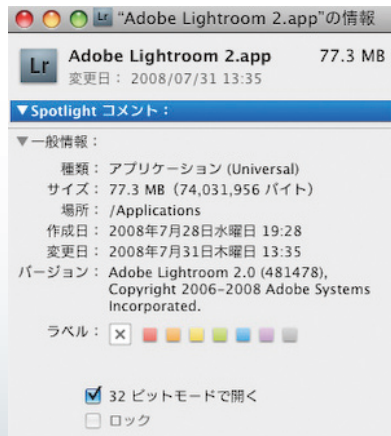 Lr "Adobe Lightroom 2.app"の情報
Lr
Adobe Lightroom 2.app 77.3 MB
変更日： 2008/07/31 13:35
▼Spotlight コメント：
▼一般情報：
種類： アプリケーション (Universal)
サイズ： 77.3 MB（74,031,956 バイト）
場所： /Applications
作成日： 2008年7月28日水曜日 19:28
変更日： 2008年7月31日木曜日 13:35
バージョン： Adobe Lightroom 2.0 (481478),
Copyright 2006-2008 Adobe Systems
Incorporated.
ラベル：
32 ビットモードで開く
ロック